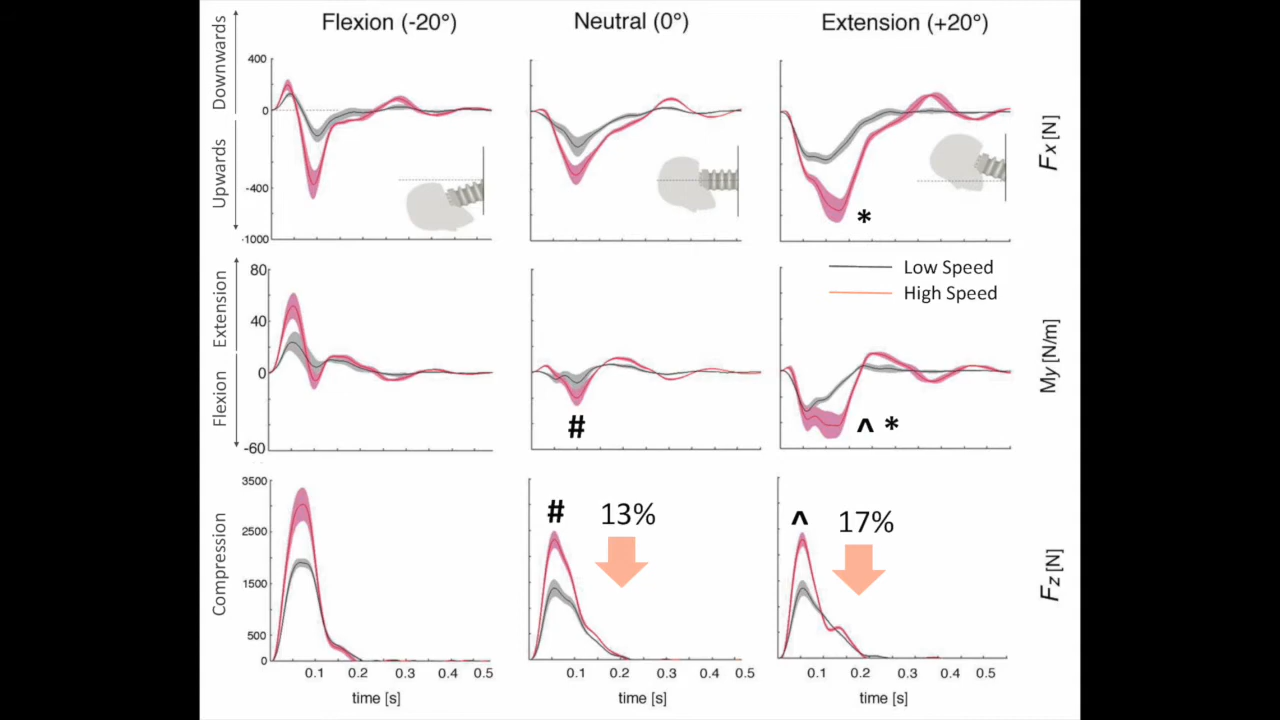 Flexion (-20°)
Neutral (0°)
Extension (+20°)
Downwards
Upwards
400
0
-400
-1000
Fx [N]
*
Low Speed
High Speed
Extension
Flexion
80
40
0
-60
My [N/m]
#
^ *
Compression
3500
2500
1500
500
0
# 13%
^ 17%
Fz [N]
0.1 0.2 0.3 0.4 0.5
0.1 0.2 0.3 0.4 0.5
0.1 0.2 0.3 0.4 0.5
time [s]
time [s]
time [s]